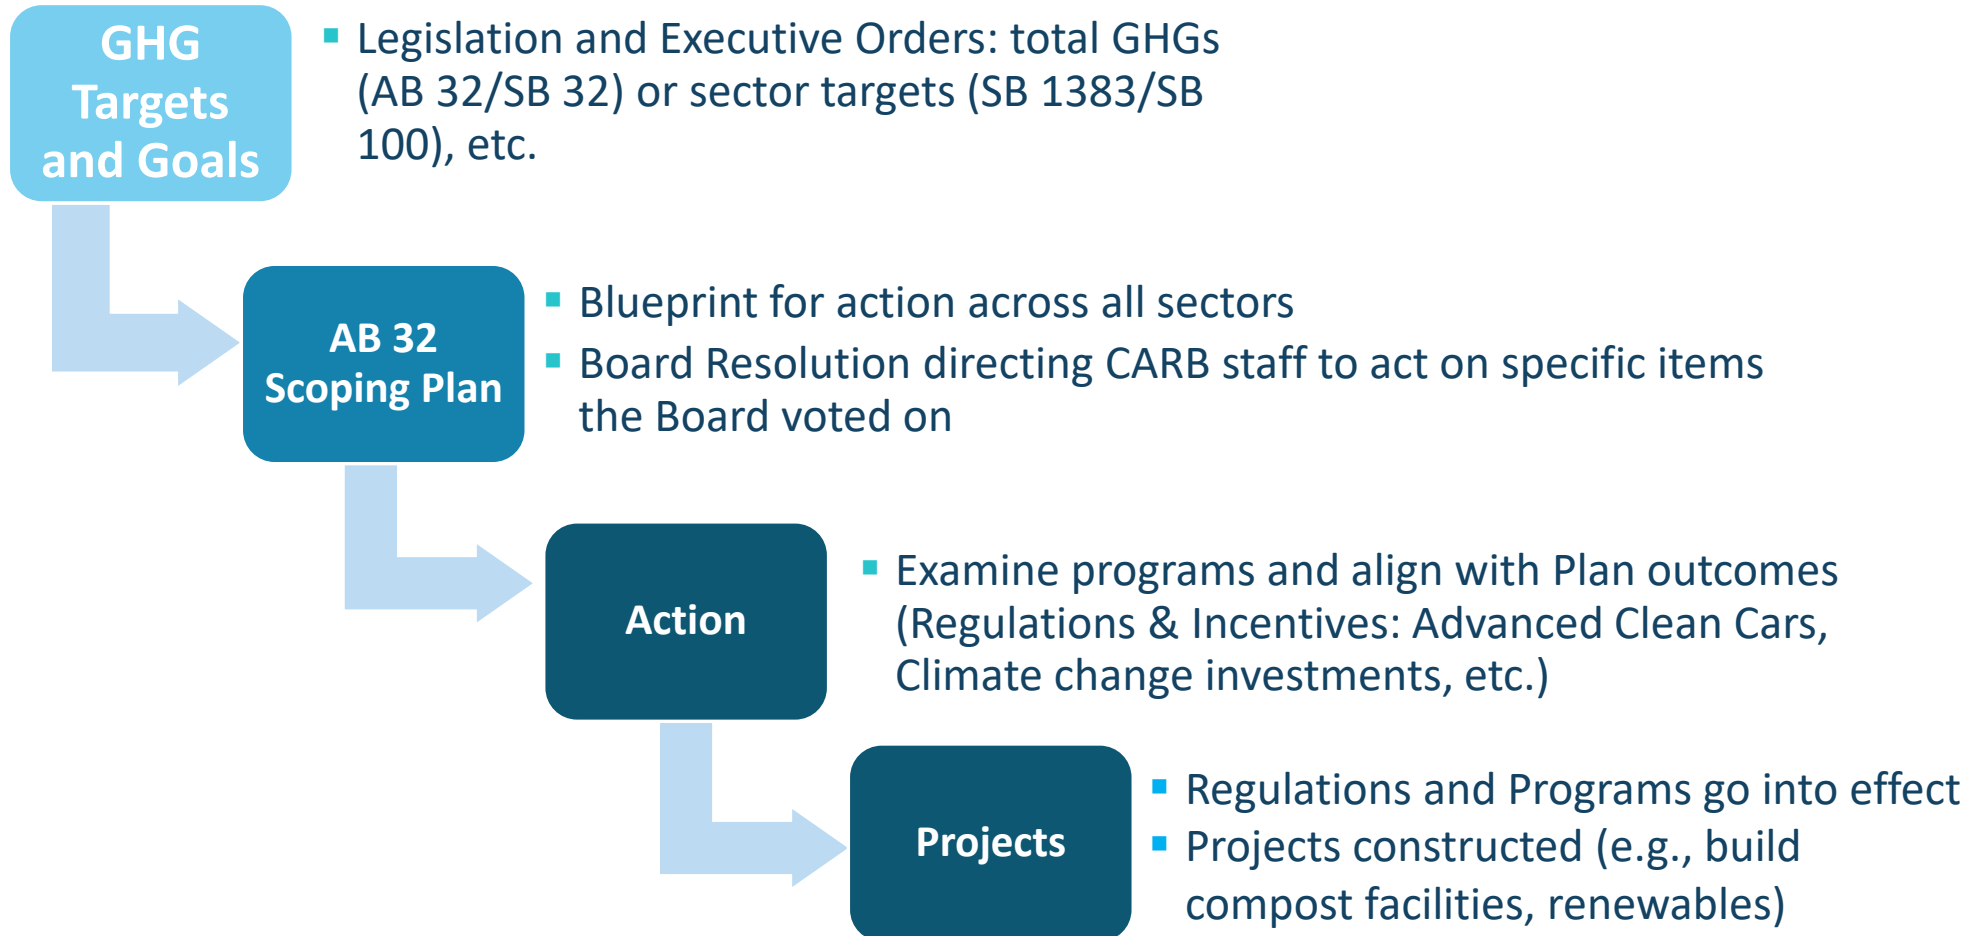 GHG
Targets
and Goals
▪ Legislation and Executive Orders: total GHGs
(AB 32/SB 32) or sector targets (SB 1383/SB
100), etc.
AB 32
Scoping Plan
▪ Blueprint for action across all sectors
▪ Board Resolution directing CARB staff to act on specific items
the Board voted on
Action
▪ Examine programs and align with Plan outcomes
(Regulations & Incentives: Advanced Clean Cars,
Climate change investments, etc.)
Projects
▪ Regulations and Programs go into effect
▪ Projects constructed (e.g., build
compost facilities, renewables)